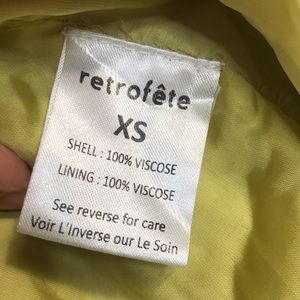 retrofête
XS
SHELL : 100% VISCOSE
LINING : 100% VISCOSE
See reverse for care
Voir L'Inverse our Le Soin